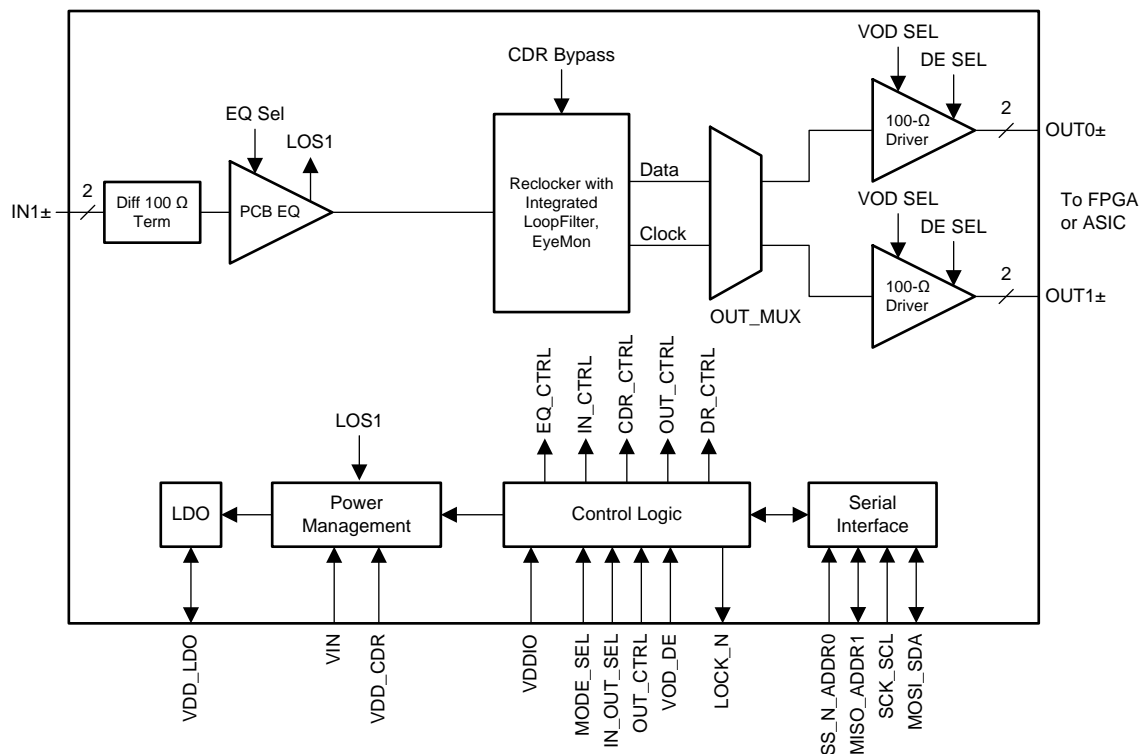 VOD SEL
DE SEL
CDR Bypass
EQ Sel
LOS1
2
100-Ω
Driver
OUT0±
Data
2
Diff 100 Ω
Term
IN1±
PCB EQ
Reclocker with
Integrated
LoopFilter,
EyeMon
VOD SEL
To FPGA
or ASIC
DE SEL
Clock
2
100-Ω
Driver
OUT1±
OUT_MUX
EQ_CTRL
IN_CTRL
CDR_CTRL
OUT_CTRL
DR_CTRL
LOS1
LDO
Power
Management
Control Logic
Serial
Interface
VDD_LDO
VIN
VDD_CDR
VDDIO
MODE_SEL
IN_OUT_SEL
OUT_CTRL
VOD_DE
LOCK_N
SS_N_ADDR0
MISO_ADDR1
SCK_SCL
MOSI_SDA